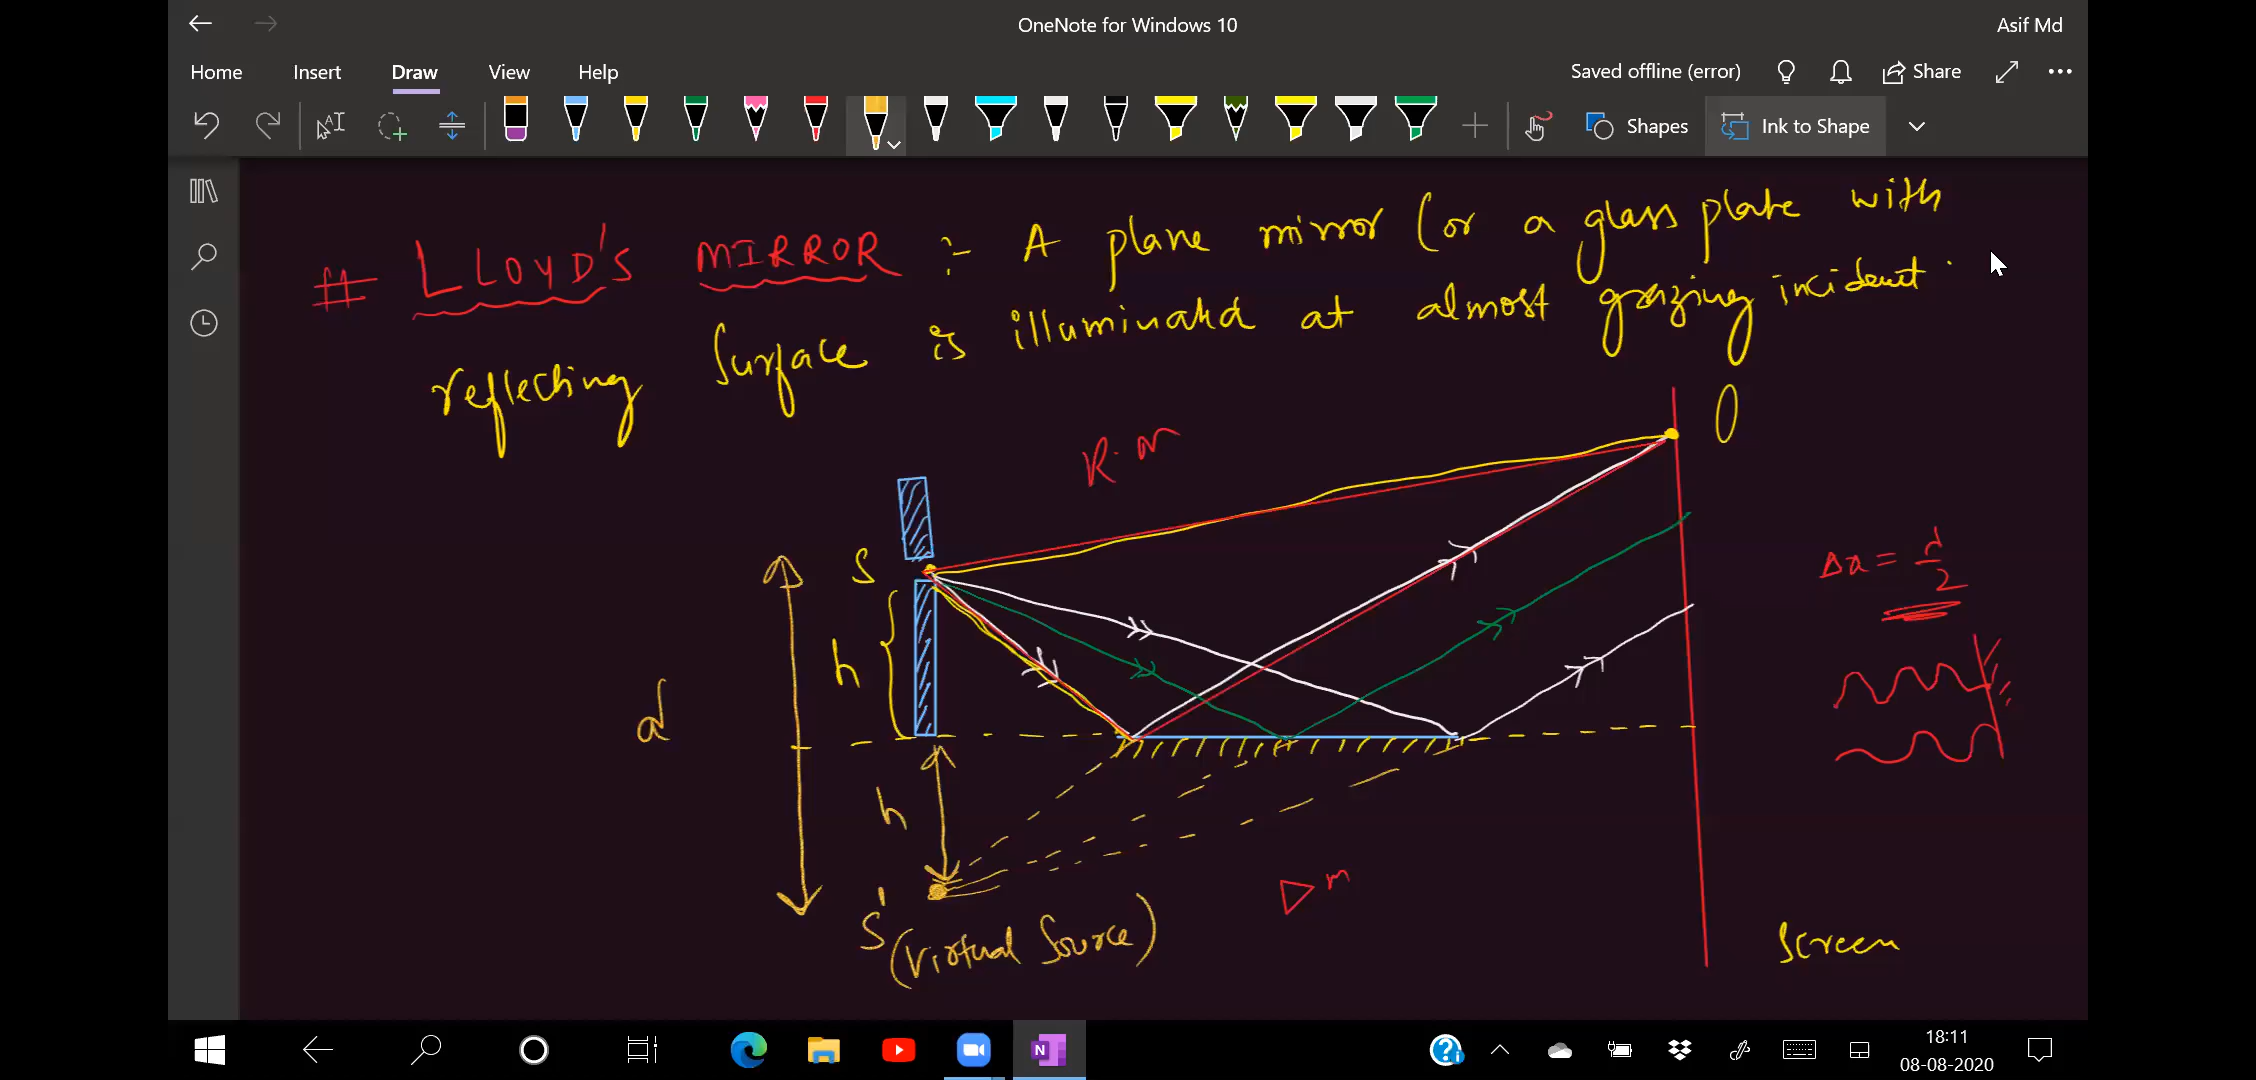 OneNote for Windows 10
Asif Md
Home Insert Draw View Help
Saved offline (error) Share
Shapes Ink to Shape
# LLOYD'S MIRROR :- A plane mirror (or a glass plate with
reflecting surface is illuminated at almost grazing incident.
O
S
Δx = λ/2
h
d
h
S' (Virtual Source)
Screen
18:11
08-08-2020